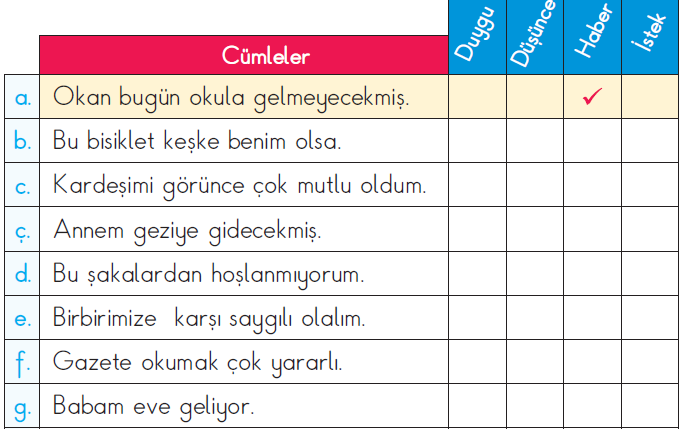 Duygu Düşünce Haber İstek
Cümleler
a. Okan bugün okula gelmeyecekmiş. ✓
b. Bu bisiklet keşke benim olsa.
c. Kardeşimi görünce çok mutlu oldum.
ç. Annem geziye gidecekmiş.
d. Bu şakalardan hoşlanmıyorum.
e. Birbirimize karşı saygılı olalım.
f. Gazete okumak çok yararlı.
g. Babam eve geliyor.